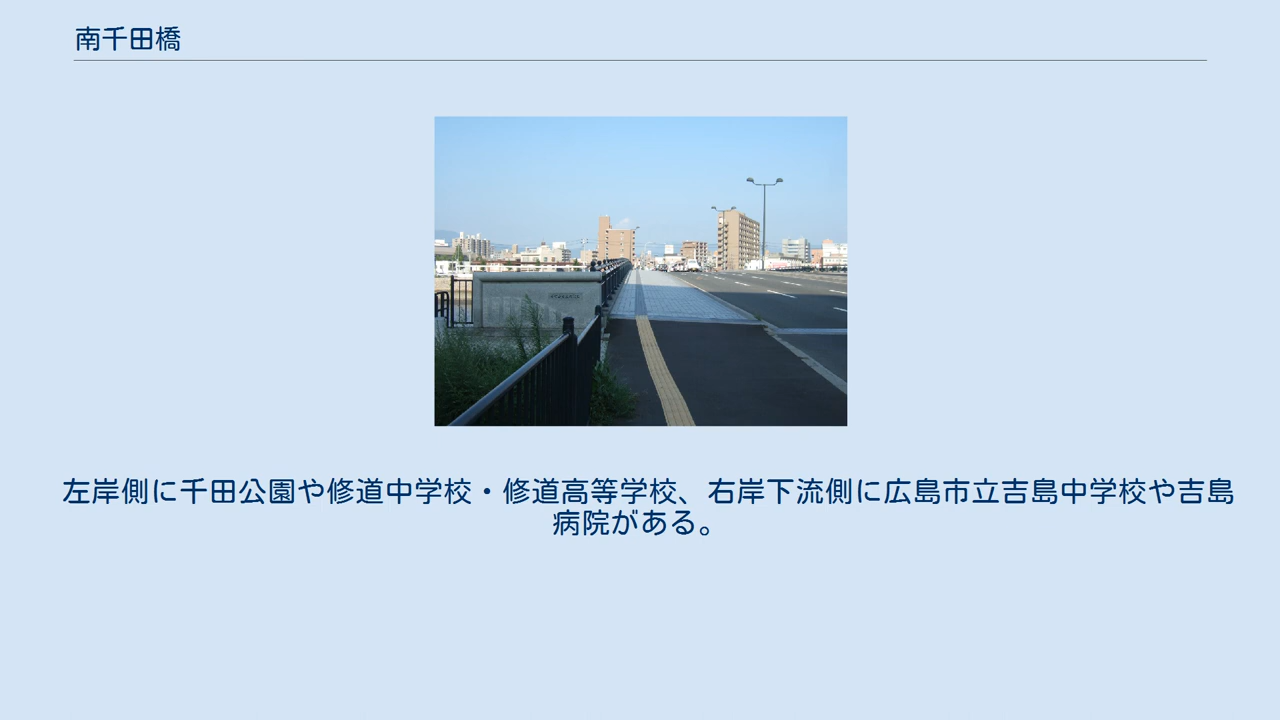 南千田橋
左岸側に千田公園や修道中学校・修道高等学校、右岸下流側に広島市立吉島中学校や吉島
病院がある。